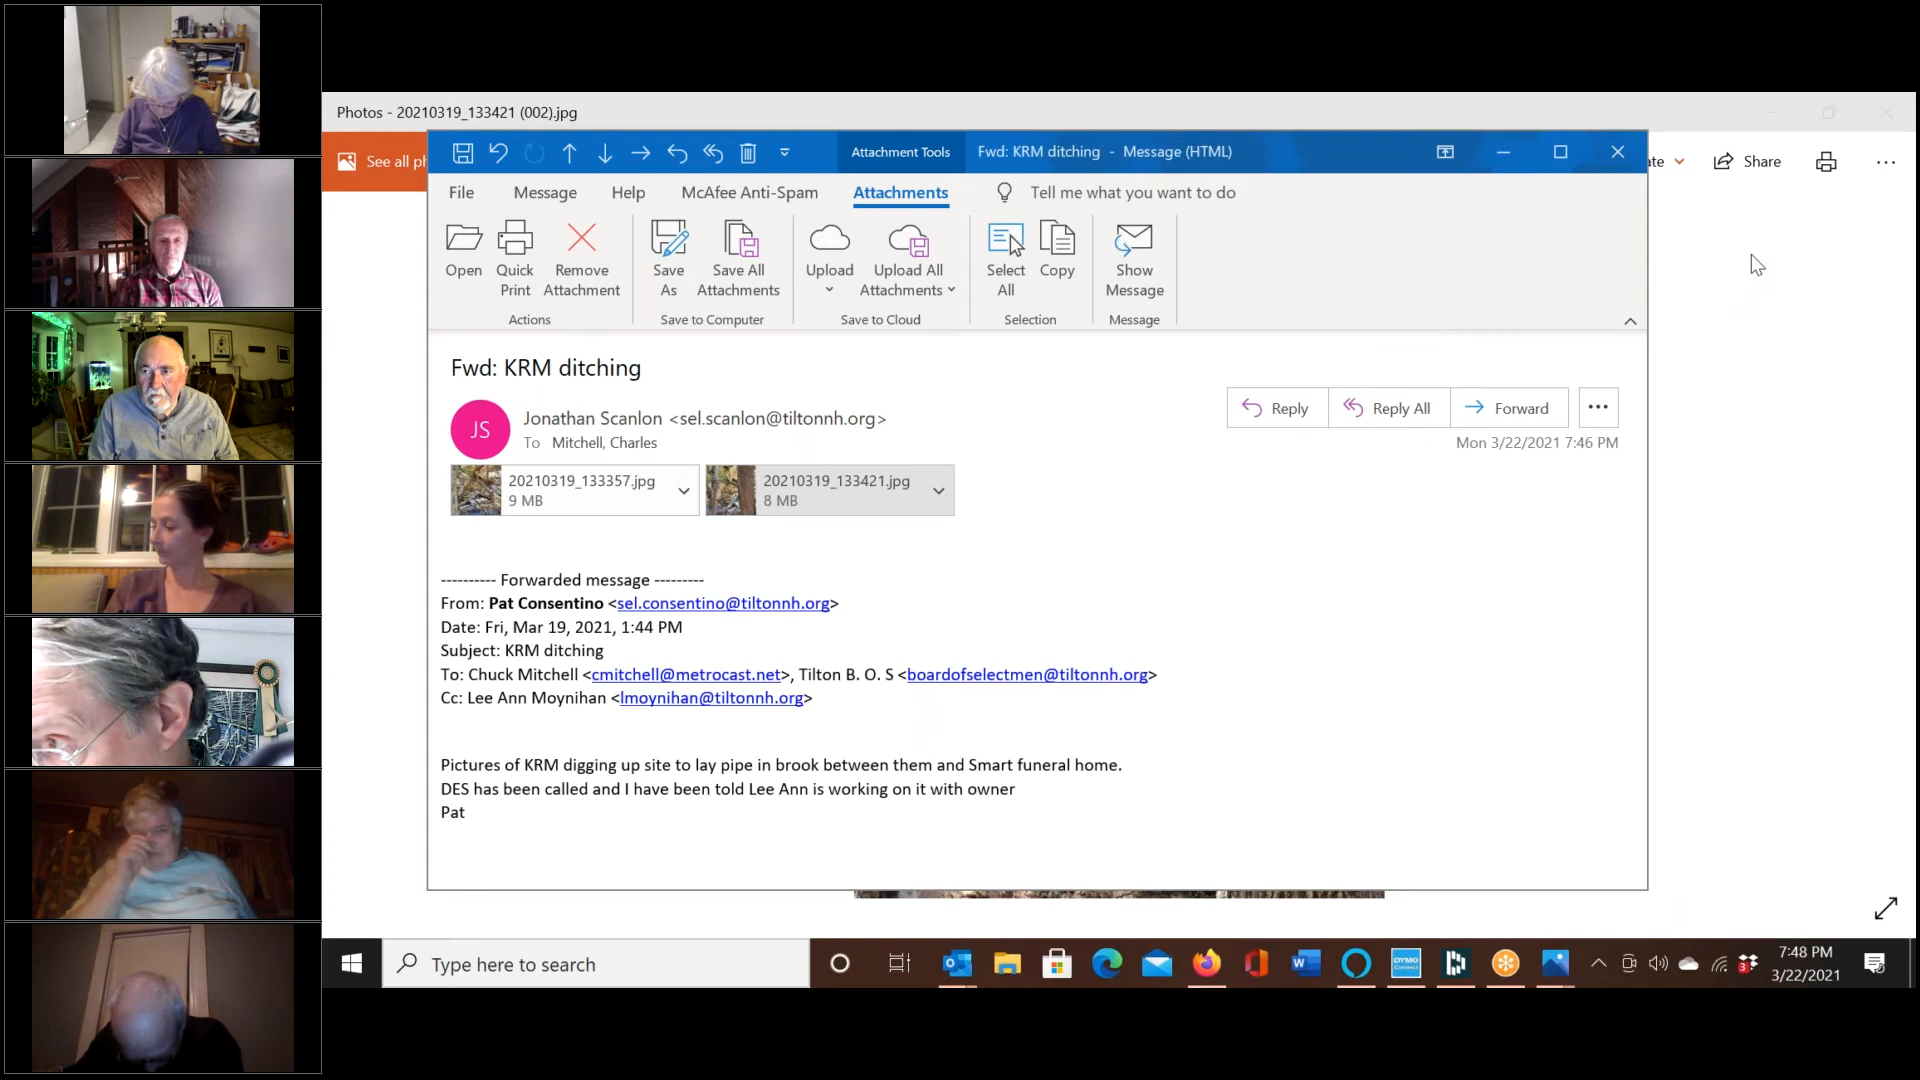 Photos - 20210319_133421 (002).jpg
See all ph
ate
Share
Attachment Tools
Fwd: KRM ditching - Message (HTML)
File
Message
Help
McAfee Anti-Spam
Attachments
Tell me what you want to do
Open
Quick Print
Remove Attachment
Save As
Save All Attachments
Upload
Upload All Attachments
Select All
Copy
Show Message
Actions
Save to Computer
Save to Cloud
Selection
Message
Fwd: KRM ditching
JS
Jonathan Scanlon <sel.scanlon@tiltonnh.org>
To Mitchell, Charles
Reply
Reply All
Forward
Mon 3/22/2021 7:46 PM
20210319_133357.jpg
9 MB
20210319_133421.jpg
8 MB
---------- Forwarded message ---------
From: Pat Consentino <sel.consentino@tiltonnh.org>
Date: Fri, Mar 19, 2021, 1:44 PM
Subject: KRM ditching
To: Chuck Mitchell <cmitchell@metrocast.net>, Tilton B. O. S <boardofselectmen@tiltonnh.org>
Cc: Lee Ann Moynihan <lmoynihan@tiltonnh.org>
Pictures of KRM digging up site to lay pipe in brook between them and Smart funeral home.
DES has been called and I have been told Lee Ann is working on it with owner
Pat
Type here to search
DYMO
Connect
3
7:48 PM
3/22/2021